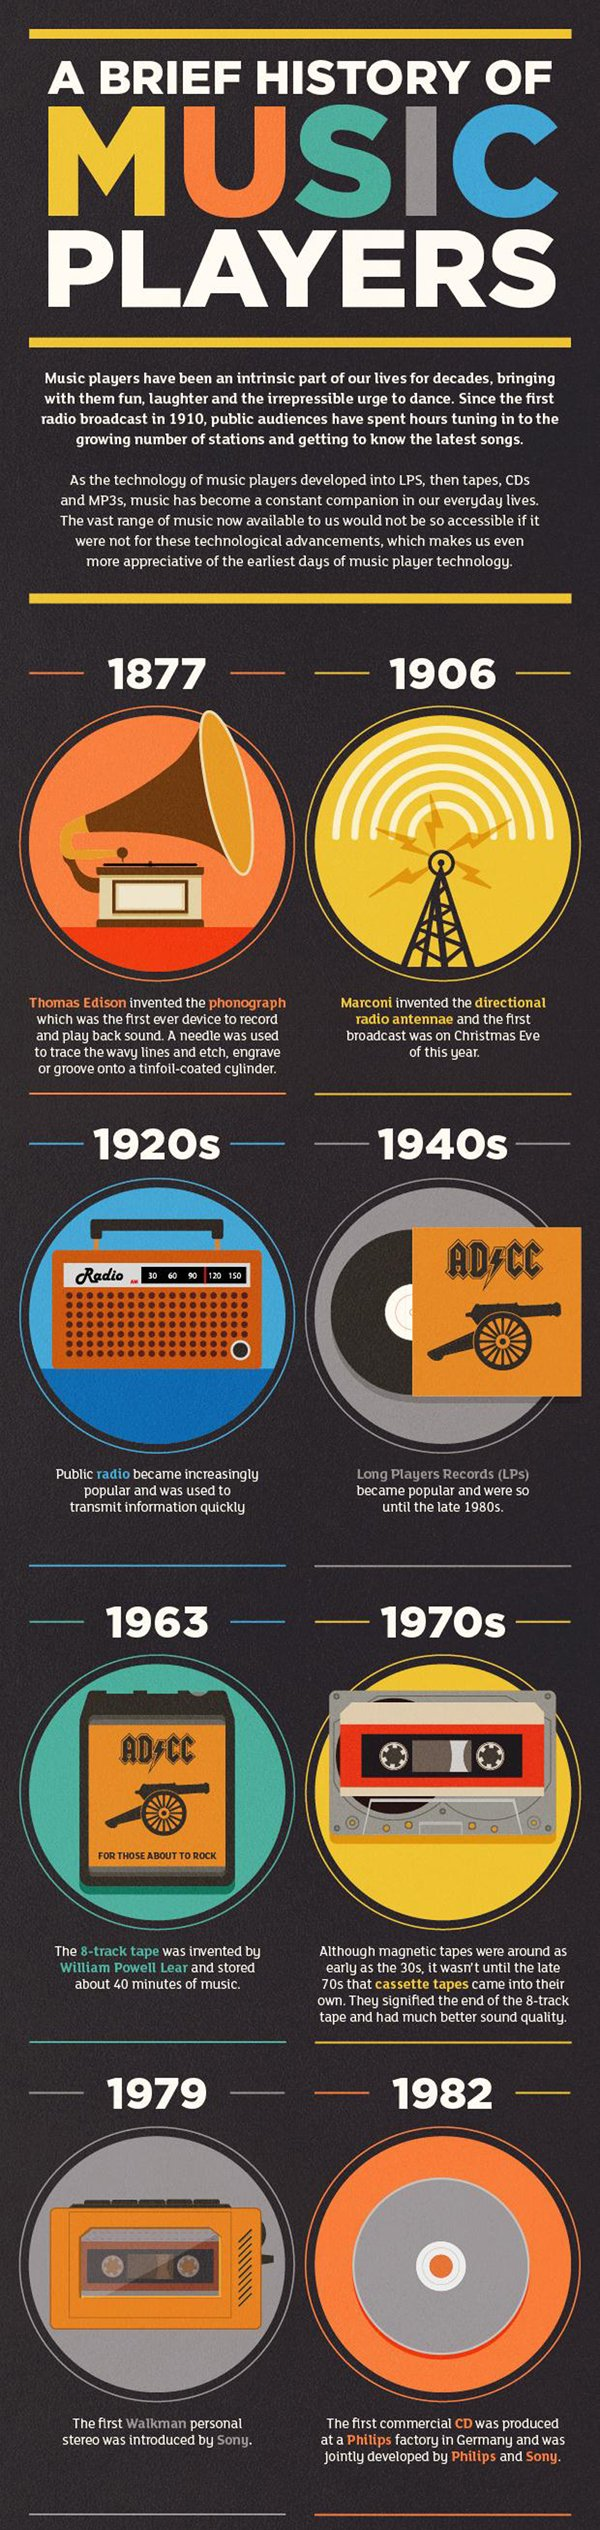 A BRIEF HISTORY OF
MUSIC
PLAYERS
Music players have been an intrinsic part of our lives for decades, bringing
with them fun, laughter and the irrepressible urge to dance. Since the first
radio broadcast in 1910, public audiences have spent hours tuning in to the
growing number of stations and getting to know the latest songs.
As the technology of music players developed into LPS, then tapes, CDs
and MP3s, music has become a constant companion in our everyday lives.
The vast range of music now available to us would not be so accessible if it
were not for these technological advancements, which makes us even
more appreciative of the earliest days of music player technology.
1877
Thomas Edison invented the phonograph
which was the first ever device to record
and play back sound. A needle was used
to trace the wavy lines and etch, engrave
or groove onto a tinfoil-coated cylinder.
1906
Marconi invented the directional
radio antennae and the first
broadcast was on Christmas Eve
of this year.
1920s
Radio AM 30 60 90 120 150
Public radio became increasingly
popular and was used to
transmit information quickly
1940s
AD⚡CC
Long Players Records (LPs)
became popular and were so
until the late 1980s.
1963
AD⚡CC
FOR THOSE ABOUT TO ROCK
The 8-track tape was invented by
William Powell Lear and stored
about 40 minutes of music.
1970s
Although magnetic tapes were around as
early as the 30s, it wasn't until the late
70s that cassette tapes came into their
own. They signified the end of the 8-track
tape and had much better sound quality.
1979
The first Walkman personal
stereo was introduced by Sony.
1982
The first commercial CD was produced
at a Philips factory in Germany and was
jointly developed by Philips and Sony.